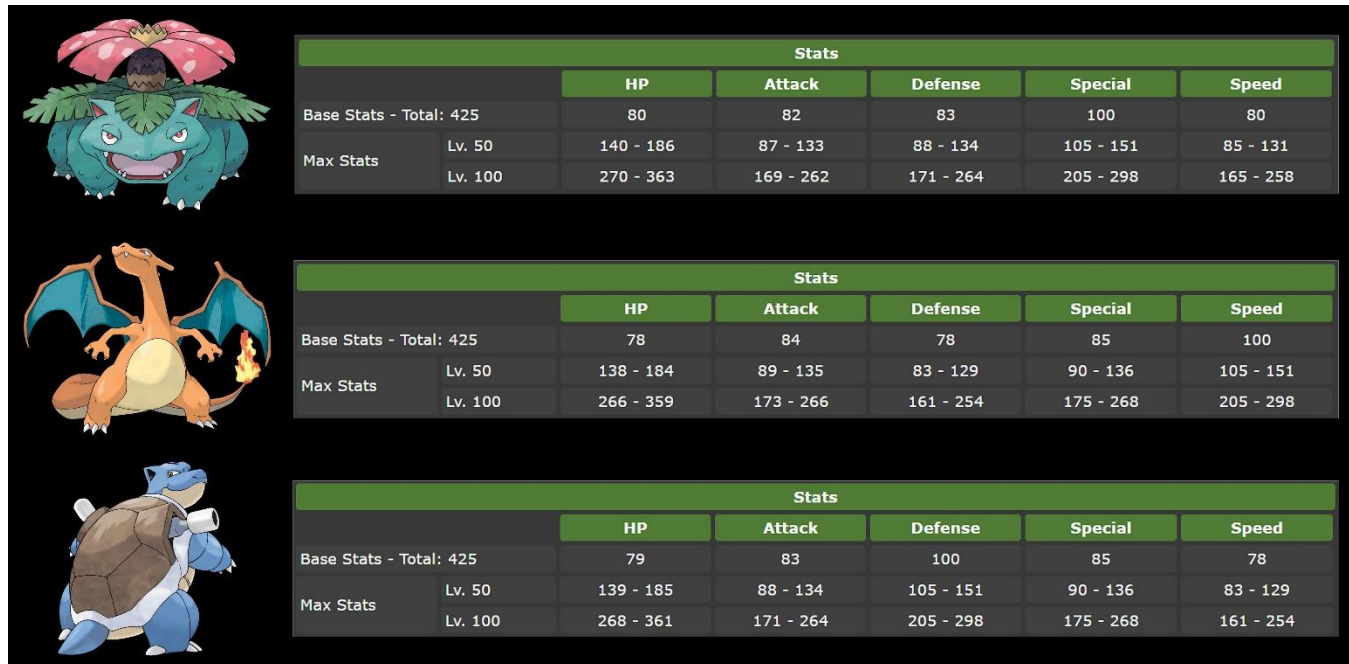 Stats
HP Attack Defense Special Speed
Base Stats - Total: 425 80 82 83 100 80
Max Stats
Lv. 50 140 - 186 87 - 133 88 - 134 105 - 151 85 - 131
Lv. 100 270 - 363 169 - 262 171 - 264 205 - 298 165 - 258
Stats
HP Attack Defense Special Speed
Base Stats - Total: 425 78 84 78 85 100
Max Stats
Lv. 50 138 - 184 89 - 135 83 - 129 90 - 136 105 - 151
Lv. 100 266 - 359 173 - 266 161 - 254 175 - 268 205 - 298
Stats
HP Attack Defense Special Speed
Base Stats - Total: 425 79 83 100 85 78
Max Stats
Lv. 50 139 - 185 88 - 134 105 - 151 90 - 136 83 - 129
Lv. 100 268 - 361 171 - 264 205 - 298 175 - 268 161 - 254